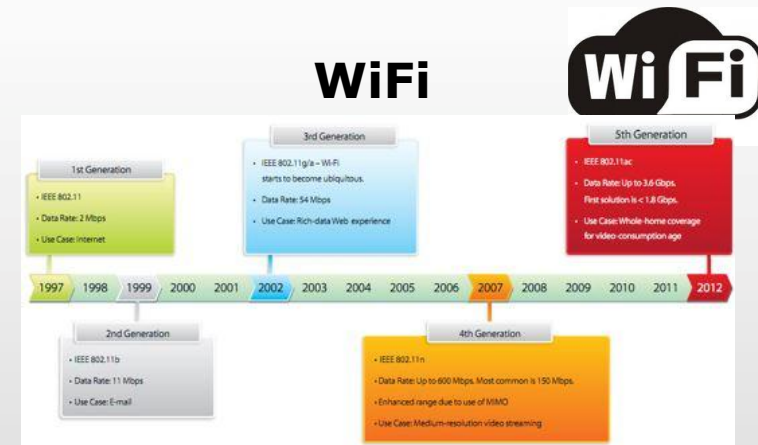 WiFi
Wi Fi
1st Generation
• IEEE 802.11
• Data Rate: 2 Mbps
• Use Case: Internet
3rd Generation
• IEEE 802.11g/a – Wi-Fi
starts to become ubiquitous.
• Data Rate: 54 Mbps
• Use Case: Rich-data Web experience
5th Generation
• IEEE 802.11ac
• Data Rate: Up to 3.6 Gbps.
First solution is < 1.8 Gbps.
• Use Case: Whole-home coverage
for video-consumption age
1997 1998 1999 2000 2001 2002 2003 2004 2005 2006 2007 2008 2009 2010 2011 2012
2nd Generation
• IEEE 802.11b
• Data Rate: 11 Mbps
• Use Case: E-mail
4th Generation
• IEEE 802.11n
• Data Rate: Up to 600 Mbps. Most common is 150 Mbps.
• Enhanced range due to use of MIMO
• Use Case: Medium-resolution video streaming